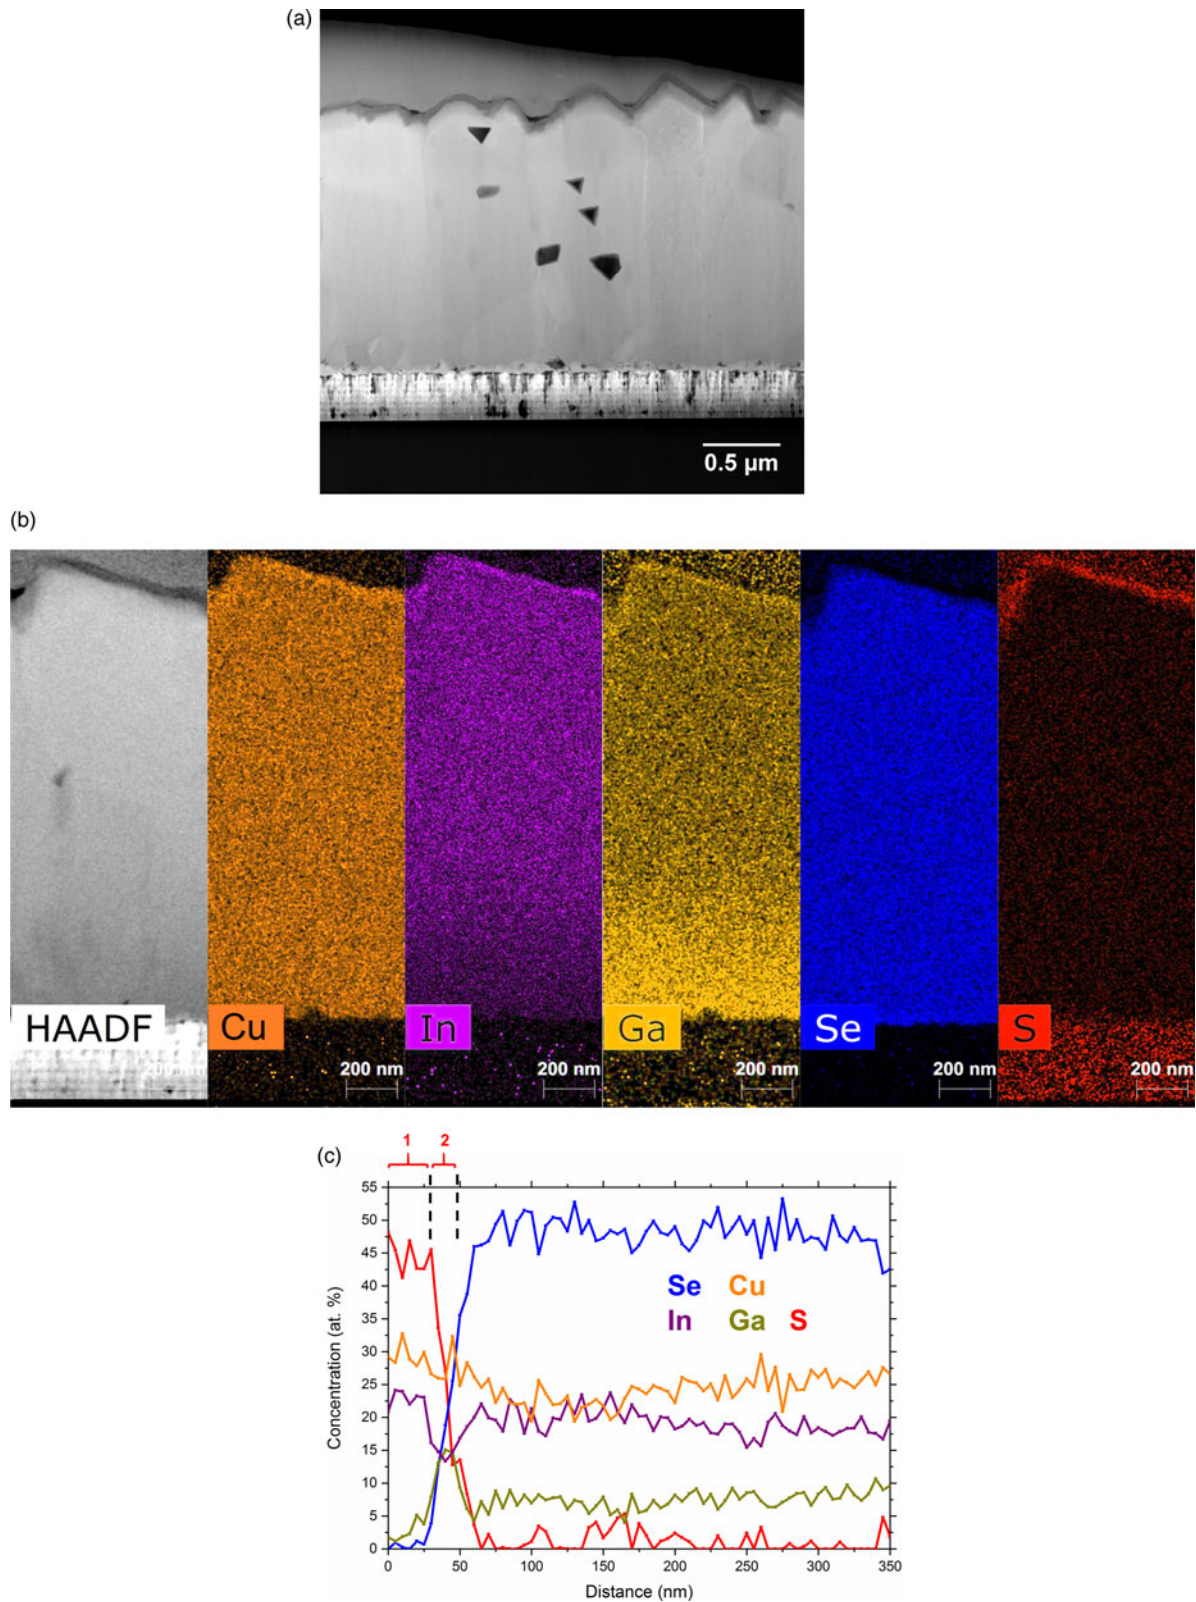 (a)
0.5 µm
(b)
HAADF Cu In Ga Se S
200 nm 200 nm 200 nm 200 nm 200 nm 200 nm
(c)
1 2
55
50
45
40
35
30
25
20
15
10
5
0
Concentration (at. %)
Se Cu
In Ga S
0 50 100 150 200 250 300 350
Distance (nm)